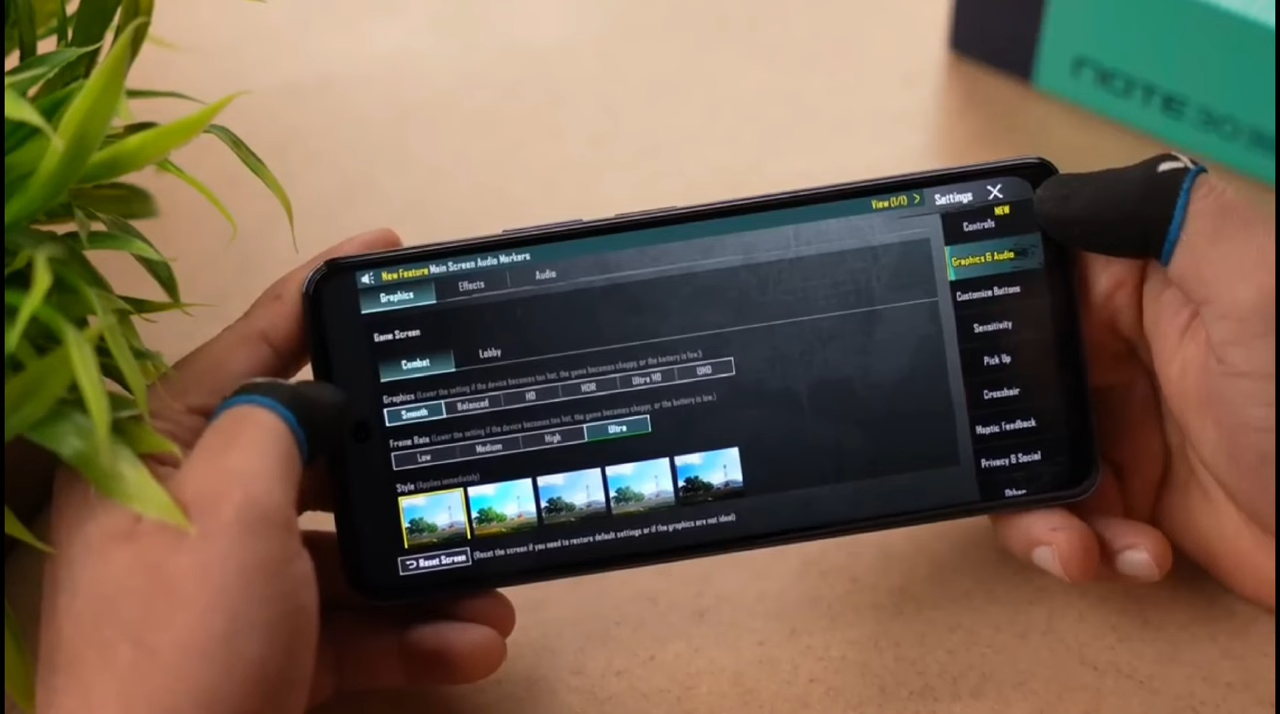 NOTE 30
View (1/1) >
Settings X
New Feature Main Screen Audio Markers
Graphics Effects Audio
Game Screen
Combat Lobby
Graphics (Lower the setting if the device becomes too hot, the game becomes choppy, or the battery is low.)
Smooth Balanced HD HDR Ultra HD UHD
Frame Rate (Lower the setting if the device becomes too hot, the game becomes choppy, or the battery is low.)
Low Medium High Ultra
Style (Applies immediately)
Reset Screen (Reset the screen if you need to restore default settings or if the graphics are not ideal)
NEW
Controls
Graphics & Audio
Customize Buttons
Sensitivity
Pick Up
Crosshair
Haptic Feedback
Privacy & Social
Other